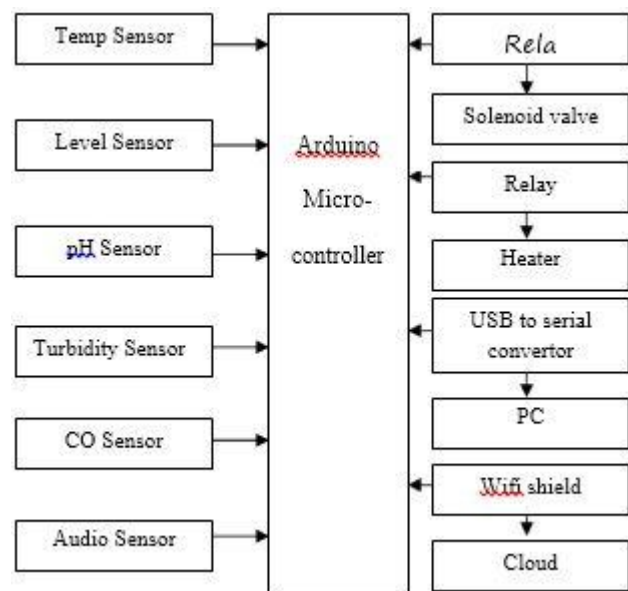 Temp Sensor
Level Sensor
pH Sensor
Turbidity Sensor
CO Sensor
Audio Sensor
Arduino
Micro-
controller
Rela
Solenoid valve
Relay
Heater
USB to serial
convertor
PC
Wifi shield
Cloud